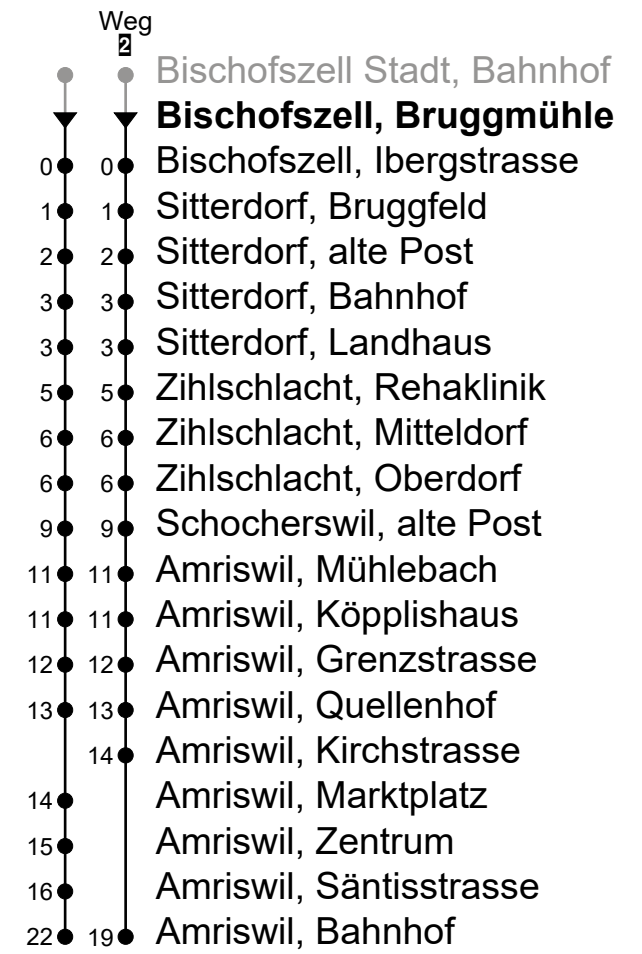 Weg
2
Bischofszell Stadt, Bahnhof
Bischofszell, Bruggmühle
0 0 Bischofszell, Ibergstrasse
1 1 Sitterdorf, Bruggfeld
2 2 Sitterdorf, alte Post
3 3 Sitterdorf, Bahnhof
3 3 Sitterdorf, Landhaus
5 5 Zihlschlacht, Rehaklinik
6 6 Zihlschlacht, Mitteldorf
6 6 Zihlschlacht, Oberdorf
9 9 Schocherswil, alte Post
11 11 Amriswil, Mühlebach
11 11 Amriswil, Köpplishaus
12 12 Amriswil, Grenzstrasse
13 13 Amriswil, Quellenhof
14 Amriswil, Kirchstrasse
14 Amriswil, Marktplatz
15 Amriswil, Zentrum
16 Amriswil, Säntisstrasse
22 19 Amriswil, Bahnhof